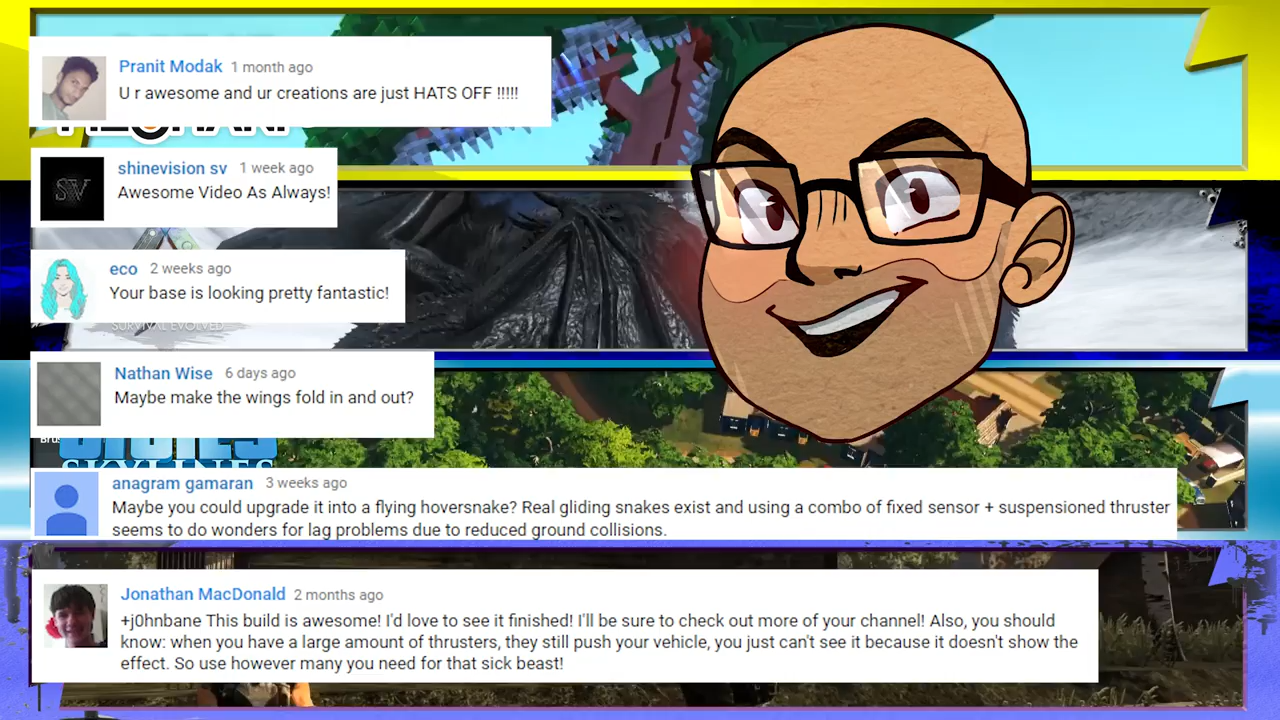 Pranit Modak 1 month ago
U r awesome and ur creations are just HATS OFF !!!!!
shinevision sv 1 week ago
SV
Awesome Video As Always!
eco 2 weeks ago
Your base is looking pretty fantastic!
SURVIVAL EVOLVED
Nathan Wise 6 days ago
Maybe make the wings fold in and out?
SKYLINES
anagram gamaran 3 weeks ago
Maybe you could upgrade it into a flying hoversnake? Real gliding snakes exist and using a combo of fixed sensor + suspensioned thruster
seems to do wonders for lag problems due to reduced ground collisions.
Jonathan MacDonald 2 months ago
+j0hnbane This build is awesome! I'd love to see it finished! I'll be sure to check out more of your channel! Also, you should
know: when you have a large amount of thrusters, they still push your vehicle, you just can't see it because it doesn't show the
effect. So use however many you need for that sick beast!